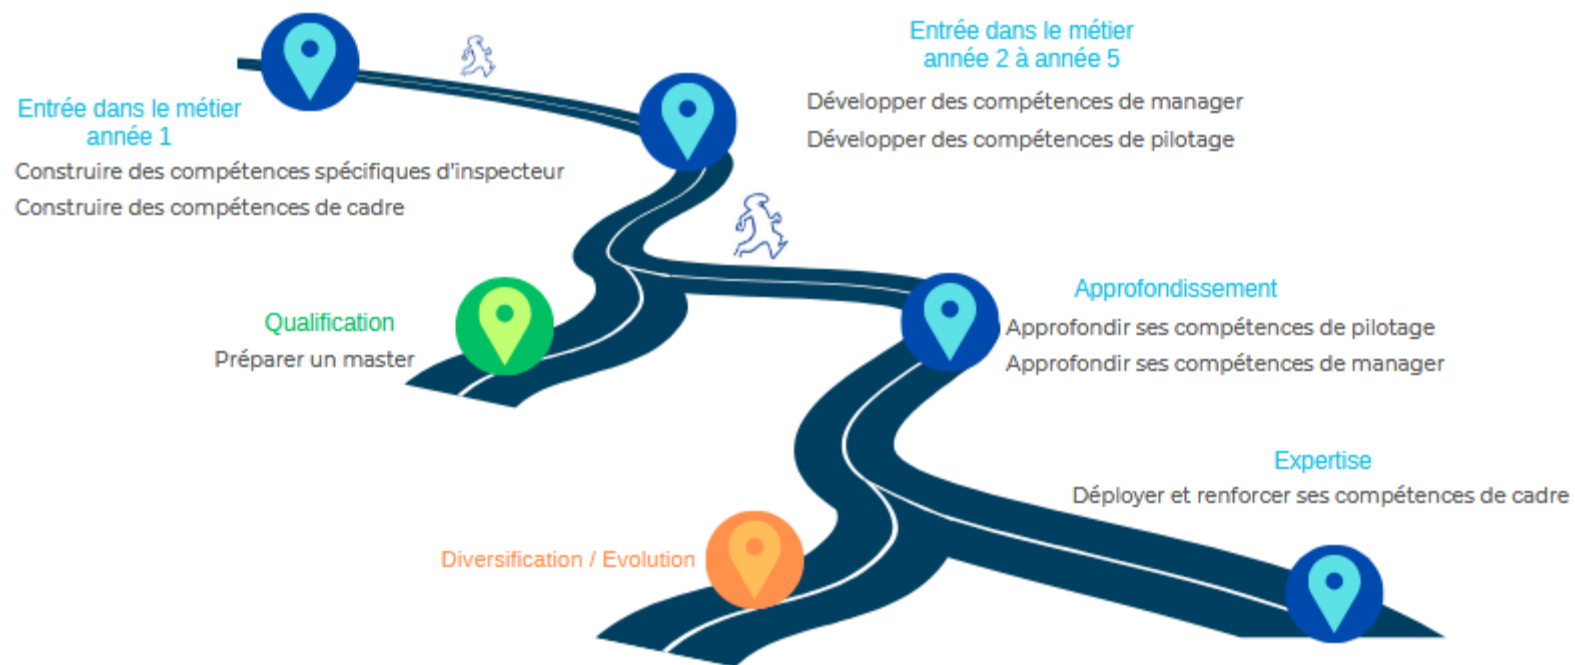 Entrée dans le métier
année 1
Construire des compétences spécifiques d'inspecteur
Construire des compétences de cadre
Entrée dans le métier
année 2 à année 5
Développer des compétences de manager
Développer des compétences de pilotage
Qualification
Préparer un master
Approfondissement
Approfondir ses compétences de pilotage
Approfondir ses compétences de manager
Expertise
Déployer et renforcer ses compétences de cadre
Diversification / Evolution